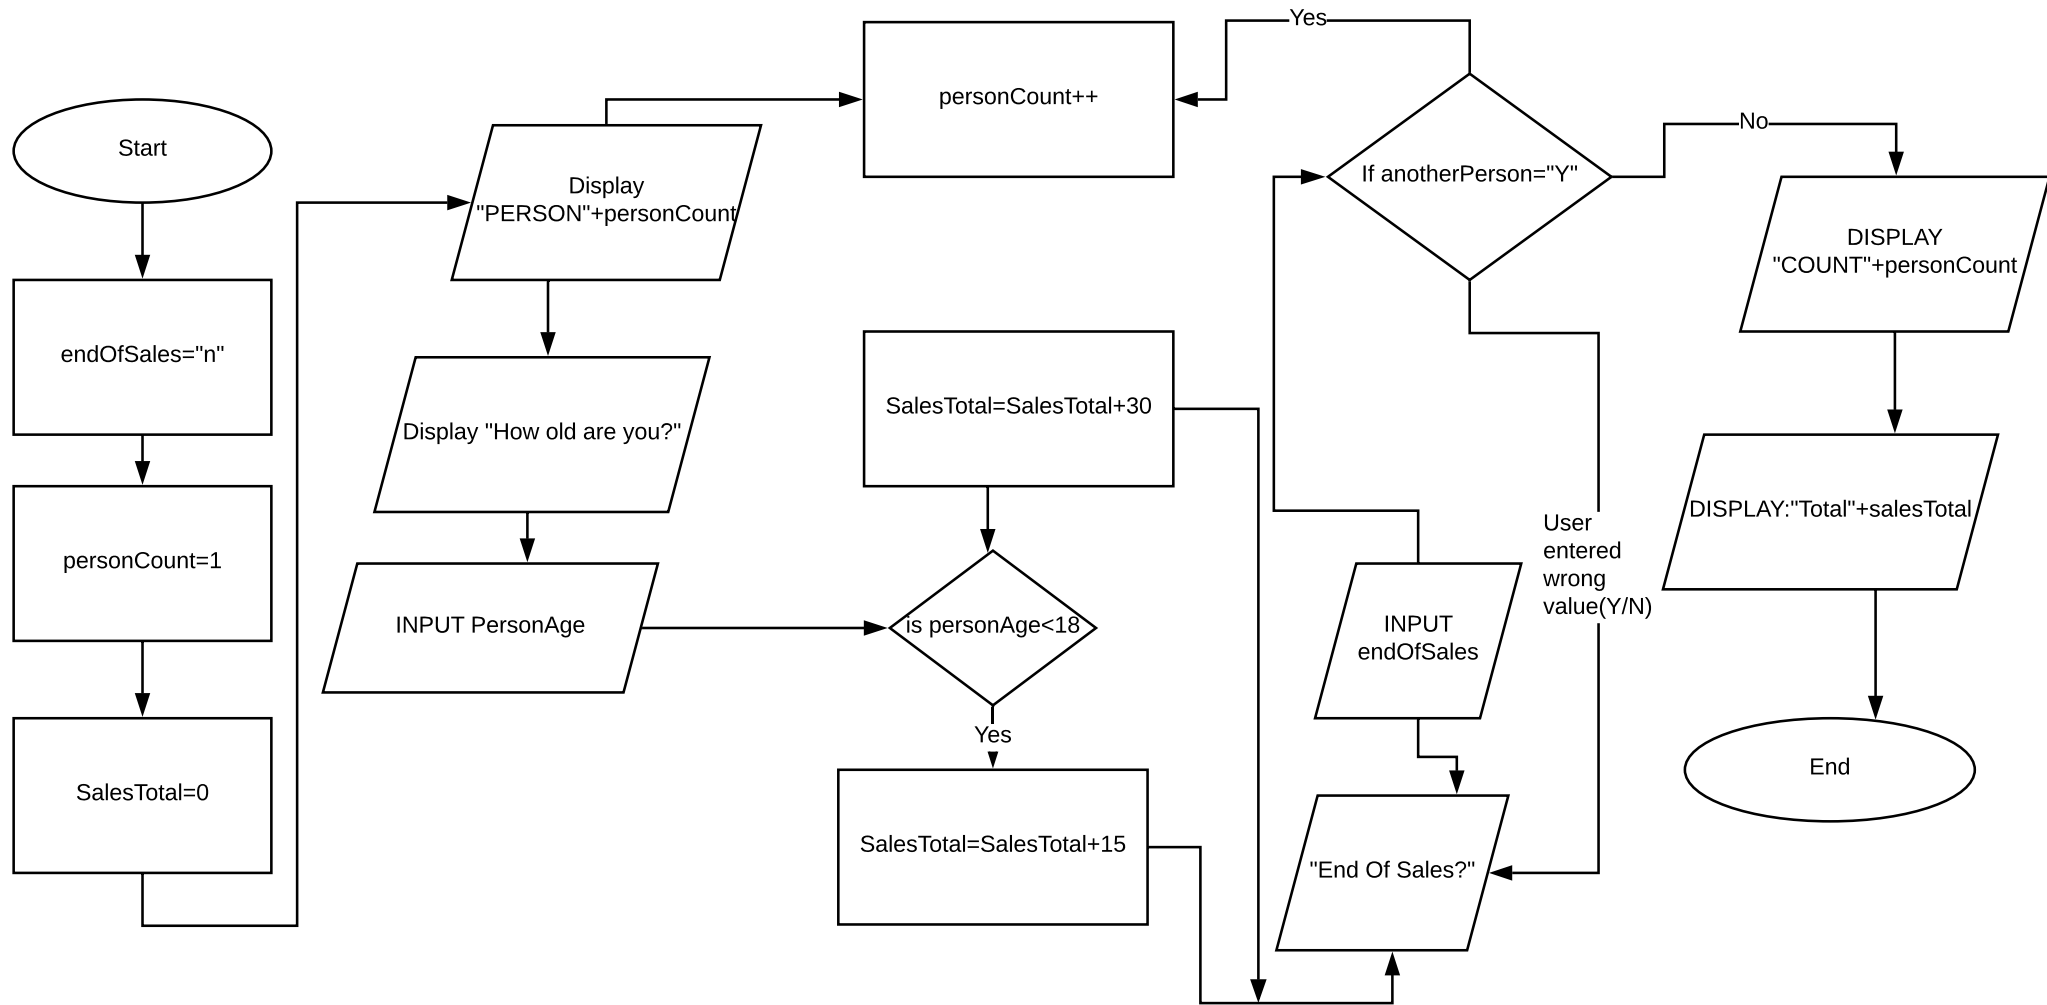 Start
endOfSales="n"
personCount=1
SalesTotal=0
Display
"PERSON"+personCount
Display "How old are you?"
INPUT PersonAge
personCount++
SalesTotal=SalesTotal+30
is personAge<18
Yes
SalesTotal=SalesTotal+15
Yes
If anotherPerson="Y"
No
User
entered
wrong
value(Y/N)
INPUT
endOfSales
"End Of Sales?"
DISPLAY
"COUNT"+personCount
DISPLAY:"Total"+salesTotal
End